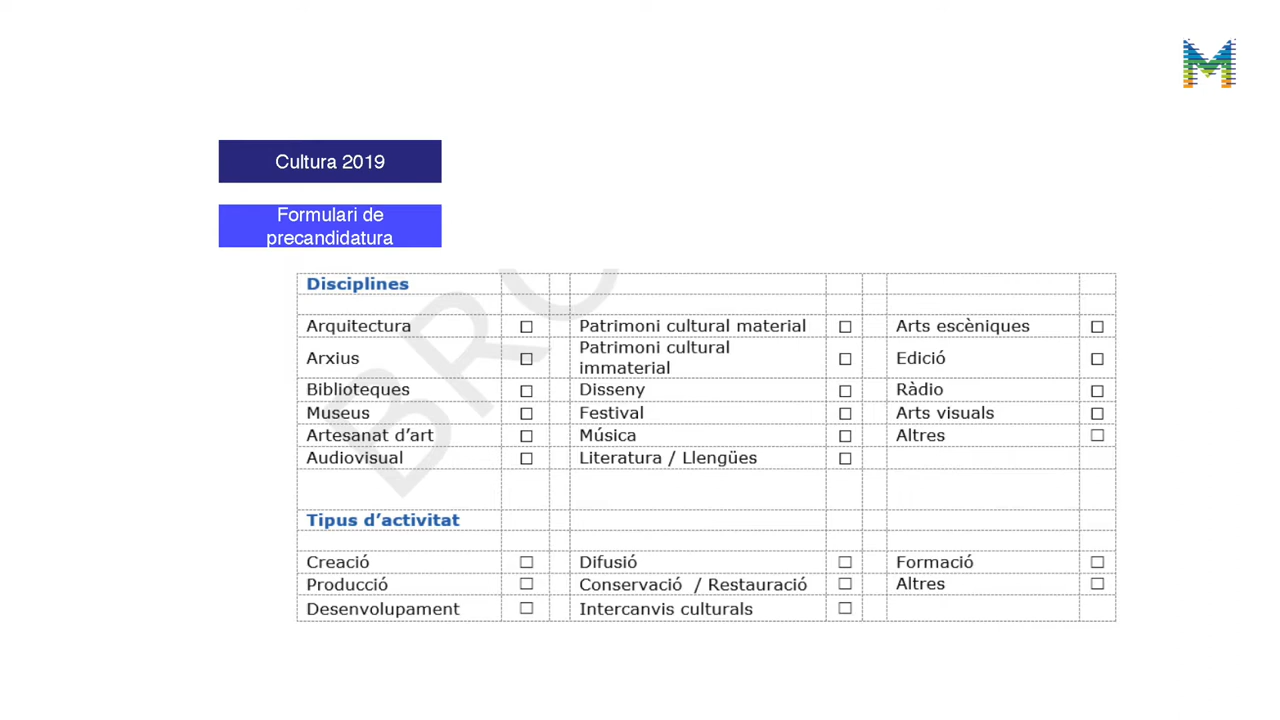 Cultura 2019
Formulari de
precandidatura
Disciplines
Arquitectura ☐ Patrimoni cultural material ☐ Arts escèniques ☐
Arxius ☐ Patrimoni cultural
immaterial ☐ Edició ☐
Biblioteques ☐ Disseny ☐ Ràdio ☐
Museus ☐ Festival ☐ Arts visuals ☐
Artesanat d'art ☐ Música ☐ Altres ☐
Audiovisual ☐ Literatura / Llengües ☐
Tipus d'activitat
Creació ☐ Difusió ☐ Formació ☐
Producció ☐ Conservació / Restauració ☐ Altres ☐
Desenvolupament ☐ Intercanvis culturals ☐